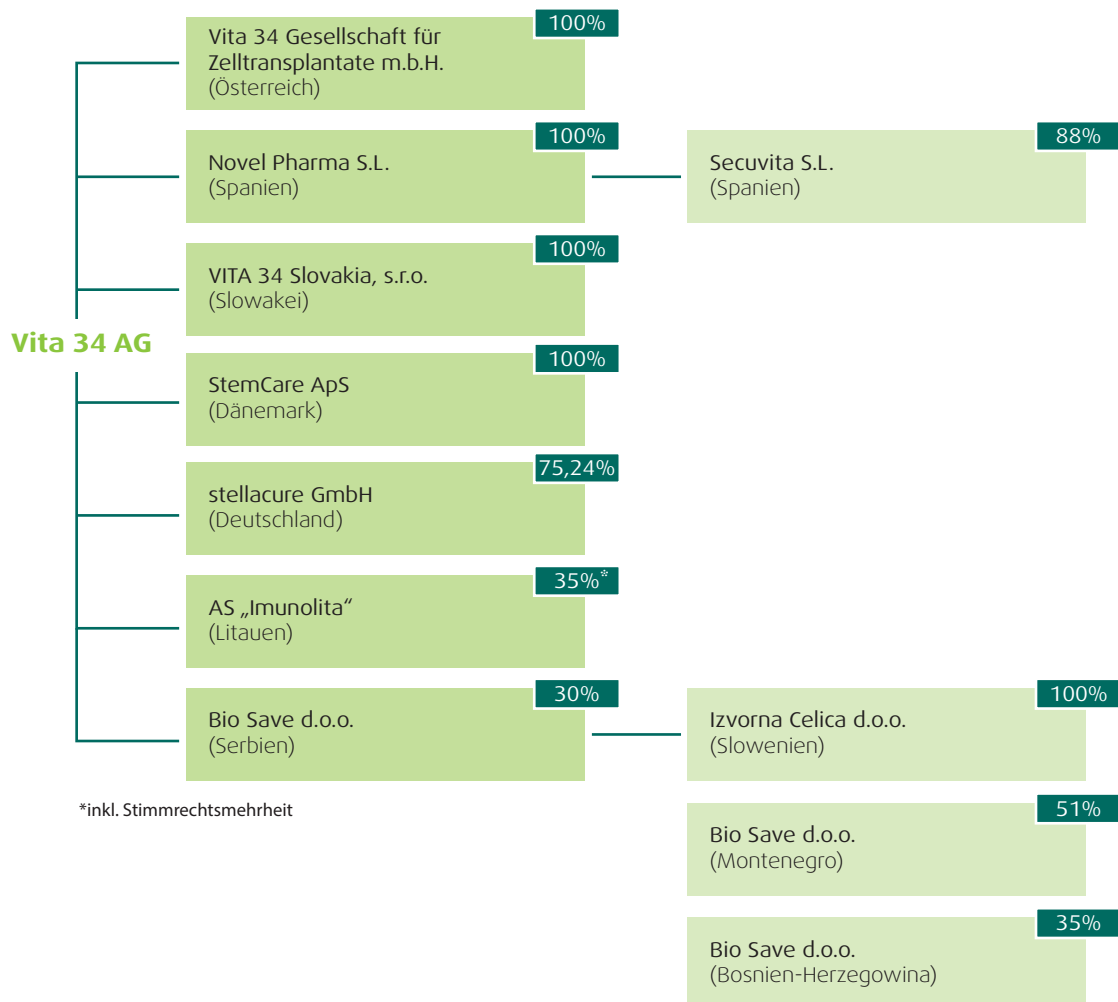 Vita 34 AG
100%
Vita 34 Gesellschaft für
Zelltransplantate m.b.H.
(Österreich)
100%
Novel Pharma S.L.
(Spanien)
88%
Secuvita S.L.
(Spanien)
100%
VITA 34 Slovakia, s.r.o.
(Slowakei)
100%
StemCare ApS
(Dänemark)
75,24%
stellacure GmbH
(Deutschland)
35%*
AS „Imunolita“
(Litauen)
30%
Bio Save d.o.o.
(Serbien)
100%
Izvorna Celica d.o.o.
(Slowenien)
51%
Bio Save d.o.o.
(Montenegro)
35%
Bio Save d.o.o.
(Bosnien-Herzegowina)
*inkl. Stimmrechtsmehrheit